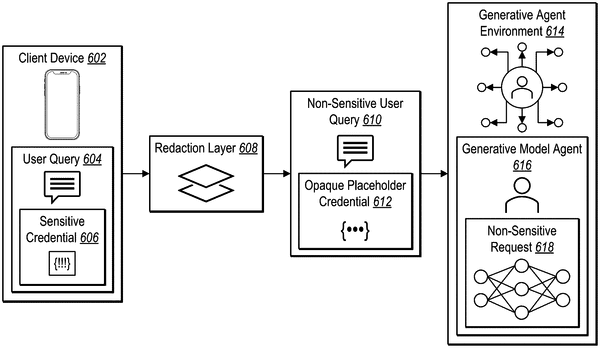 Client Device 602
User Query 604
Sensitive
Credential 606
{!!!}
Redaction Layer 608
Non-Sensitive User
Query 610
Opaque Placeholder
Credential 612
{•••}
Generative Agent
Environment 614
Generative Model Agent
616
Non-Sensitive
Request 618